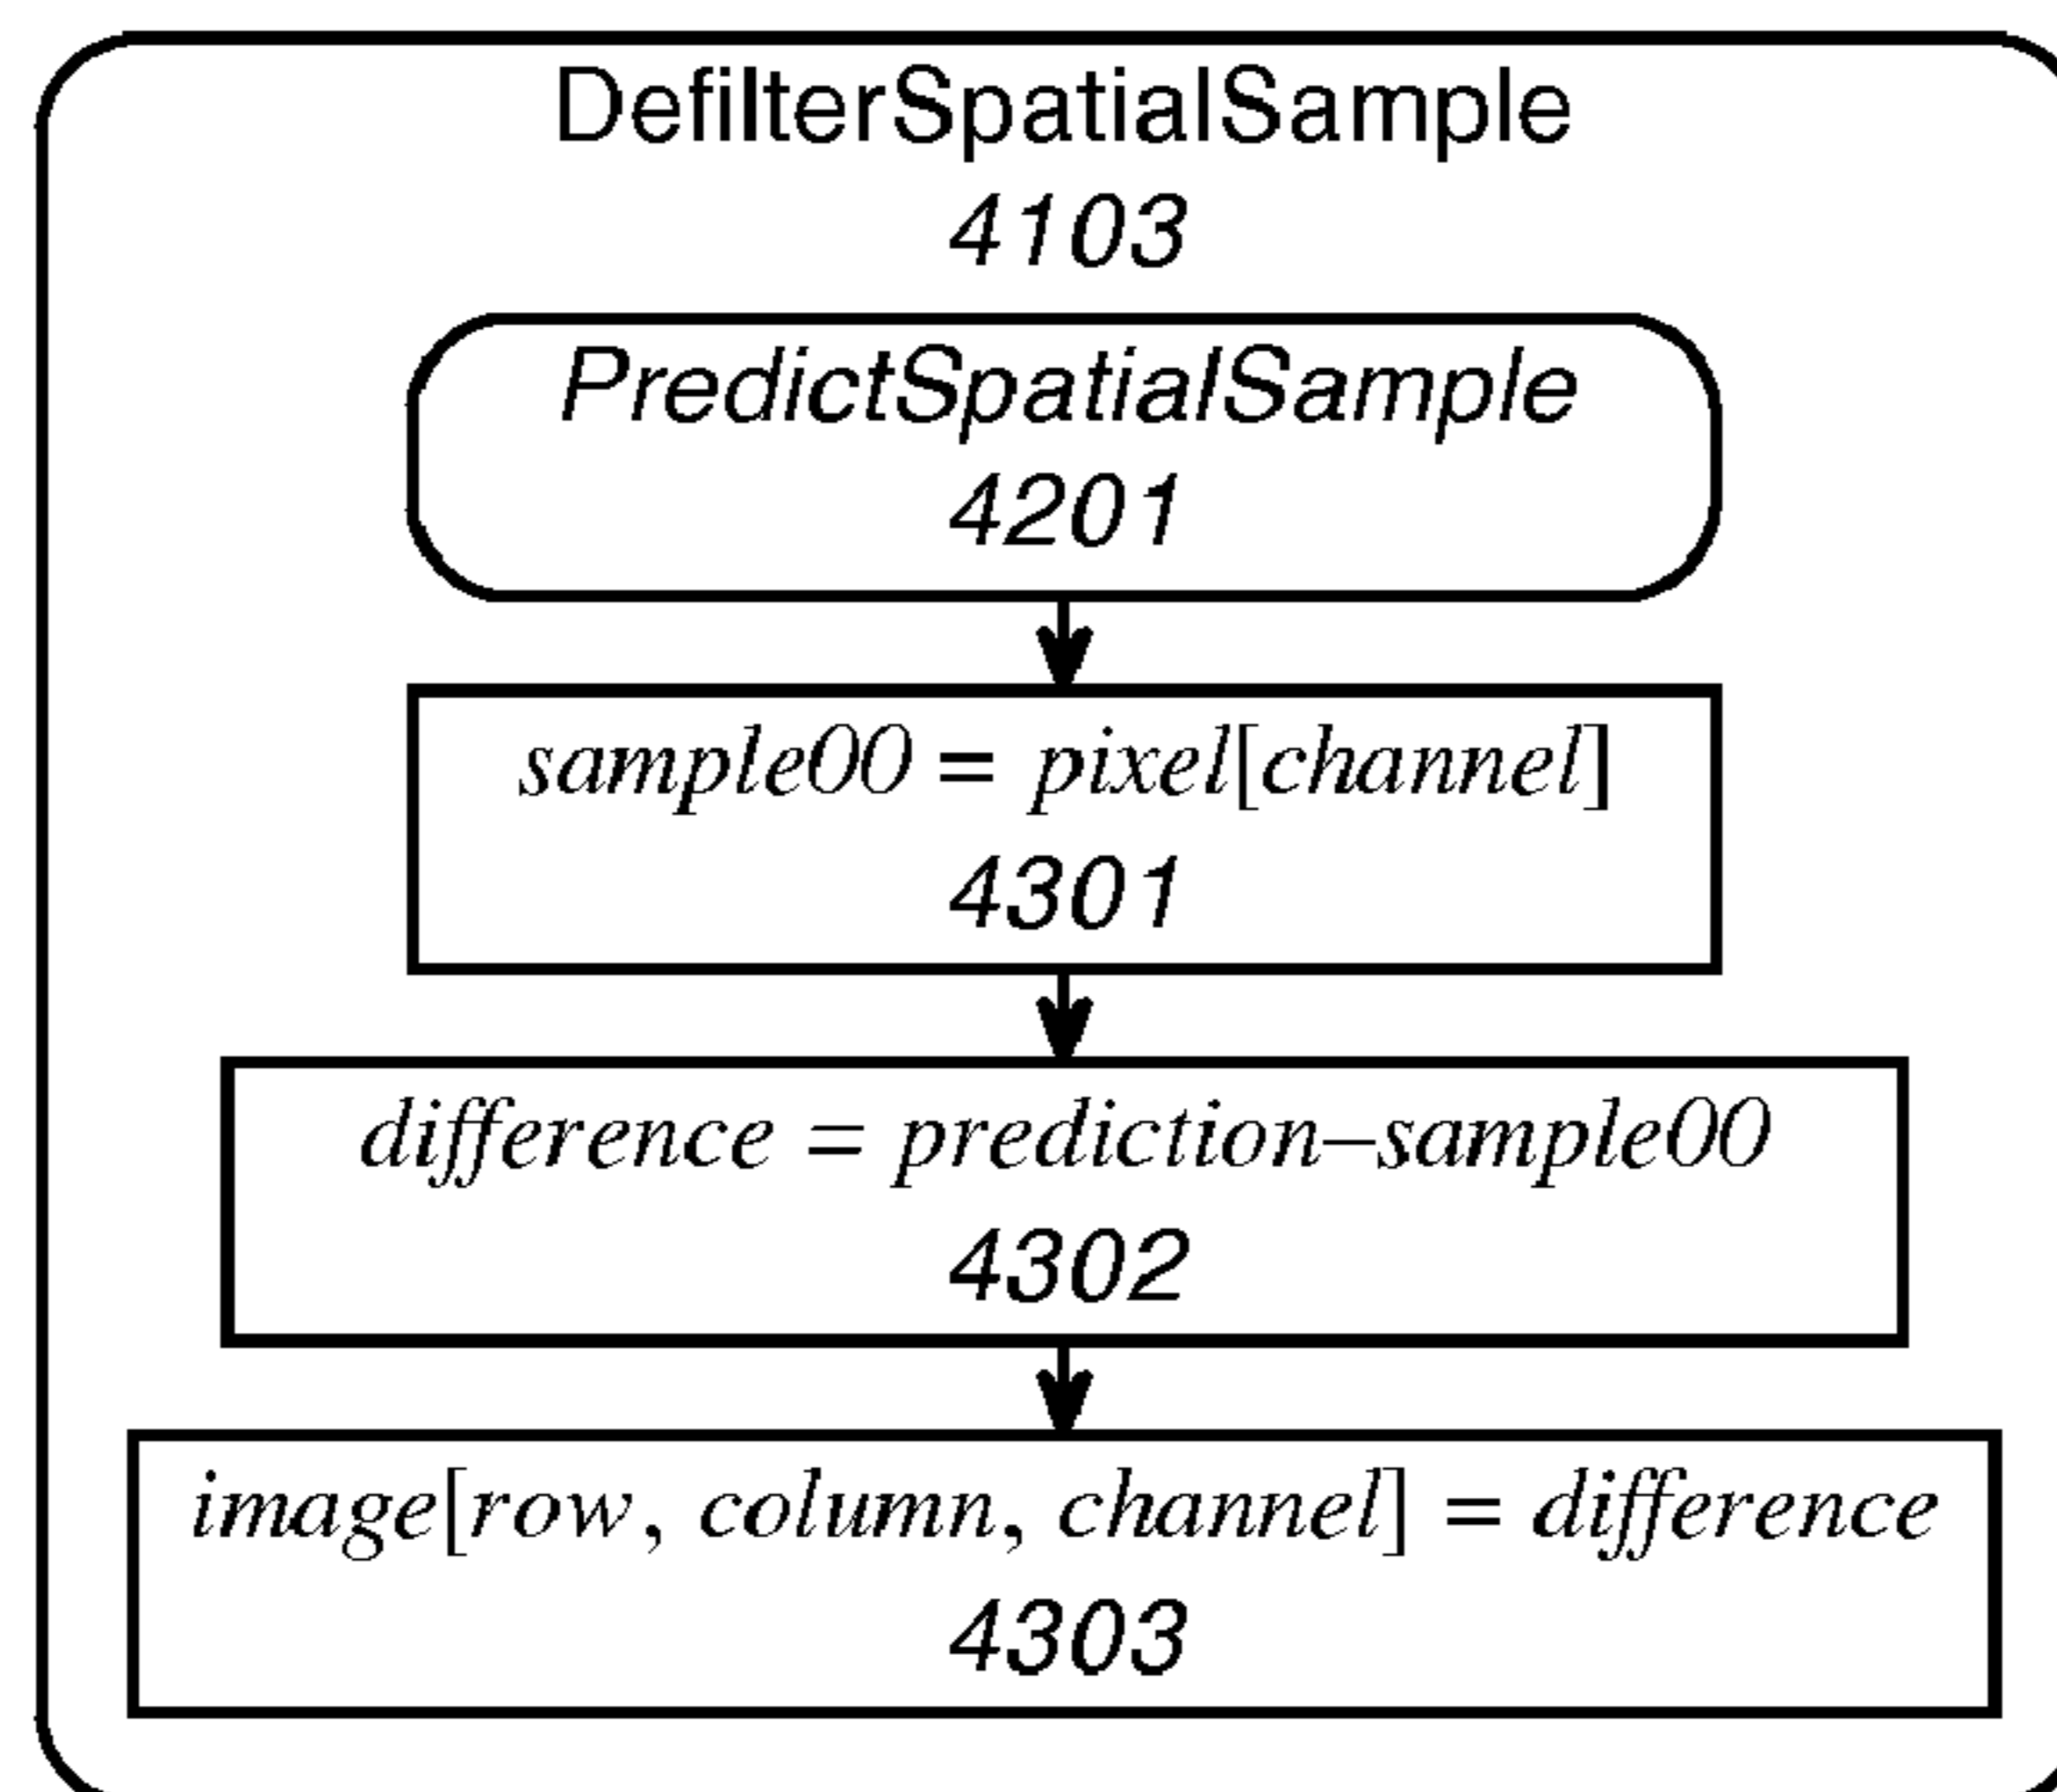 DefilterSpatialSample
4103
PredictSpatialSample
4201
sample00 = pixel[channel]
4301
difference = prediction–sample00
4302
image[row, column, channel] = difference
4303